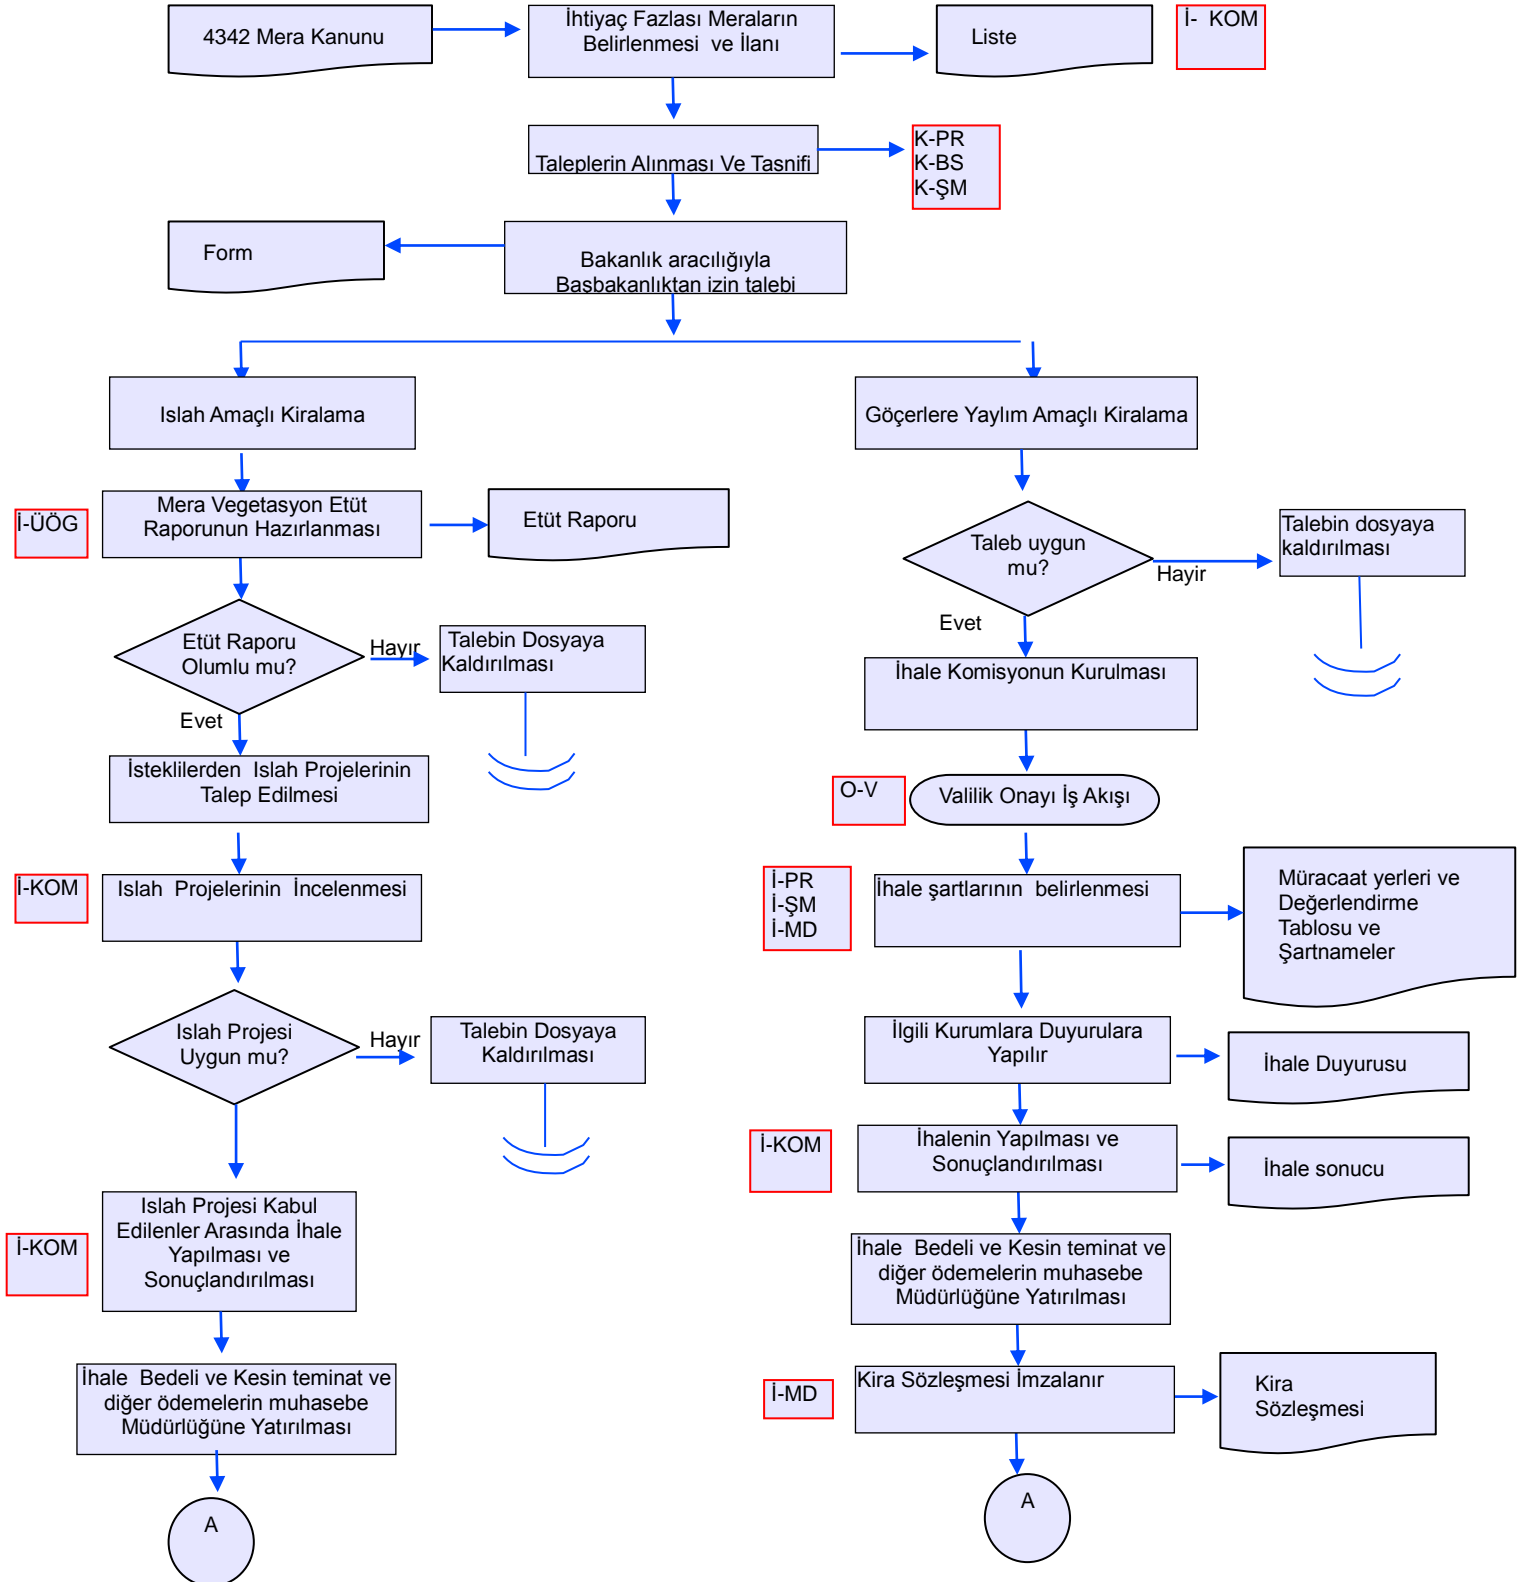 4342 Mera Kanunu
İhtiyaç Fazlası Meraların
Belirlenmesi ve İlanı
Liste
İ- KOM
Taleplerin Alınması Ve Tasnifi
K-PR
K-BS
K-ŞM
Form
Bakanlık aracılığıyla
Başbakanlıktan izin talebi
Islah Amaçlı Kiralama
Göçerlere Yaylım Amaçlı Kiralama
İ-ÜÖG
Mera Vegetasyon Etüt
Raporunun Hazırlanması
Etüt Raporu
Taleb uygun
mu?
Hayir
Talebin dosyaya
kaldırılması
Evet
Etüt Raporu
Olumlu mu?
Hayır
Talebin Dosyaya
Kaldırılması
Evet
İhale Komisyonun Kurulması
İsteklilerden Islah Projelerinin
Talep Edilmesi
O-V
Valilik Onayı İş Akışı
İ-KOM
Islah Projelerinin İncelenmesi
İ-PR
İ-ŞM
İ-MD
İhale şartlarının belirlenmesi
Müracaat yerleri ve
Değerlendirme
Tablosu ve
Şartnameler
Islah Projesi
Uygun mu?
Hayır
Talebin Dosyaya
Kaldırılması
İlgili Kurumlara Duyurulara
Yapılır
İhale Duyurusu
İ-KOM
İhalenin Yapılması ve
Sonuçlandırılması
İhale sonucu
İ-KOM
Islah Projesi Kabul
Edilenler Arasında İhale
Yapılması ve
Sonuçlandırılması
İhale Bedeli ve Kesin teminat ve
diğer ödemelerin muhasebe
Müdürlüğüne Yatırılması
İhale Bedeli ve Kesin teminat ve
diğer ödemelerin muhasebe
Müdürlüğüne Yatırılması
İ-MD
Kira Sözleşmesi İmzalanır
Kira
Sözleşmesi
A
A